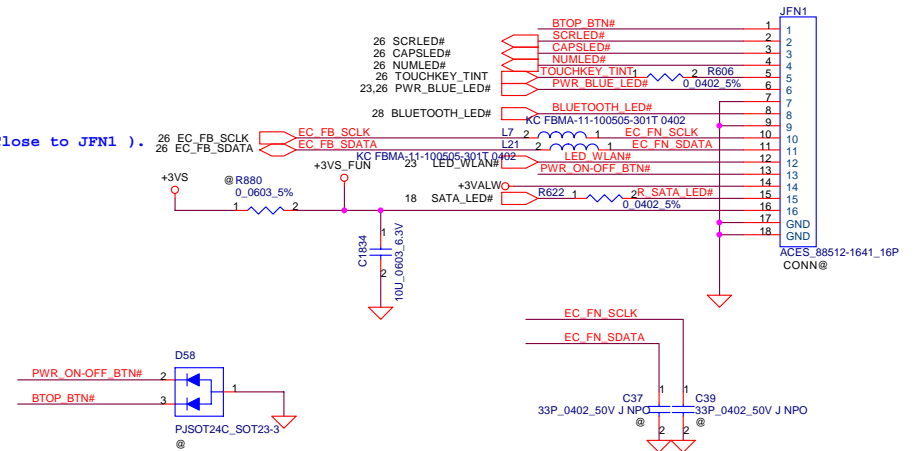 JFN1
BTOP_BTN# 1 1
26 SCRLED# SCRLED# 2 2
26 CAPSLED# CAPSLED# 3 3
26 NUMLED# NUMLED# 4 4
26 TOUCHKEY_TINT TOUCHKEY_TINT 1 2 R606 5 5
23,26 PWR_BLUE_LED# PWR_BLUE_LED# 0_0402_5% 6 6
7 7
28 BLUETOOTH_LED# BLUETOOTH_LED# 8 8
KC FBMA-11-100505-301T 0402 9 9
Close to JFN1 ). 26 EC_FB_SCLK EC_FB_SCLK L7 2 1 EC_FN_SCLK 10 10
26 EC_FB_SDATA EC_FB_SDATA L21 2 1 EC_FN_SDATA 11 11
KC FBMA-11-100505-301T 0402
23 LED_WLAN# LED_WLAN# 12 12
+3VS @ R880 +3VS_FUN PWR_ON-OFF_BTN# 13 13
0_0603_5% +3VALW 14 14
18 SATA_LED# R622 1 2 R_SATA_LED# 15 15
1 2 0_0402_5% 16 16
17 GND
18 GND
C1834 1 2 10U_0603_6.3V
ACES_88512-1641_16P
CONN@
EC_FN_SCLK
EC_FN_SDATA
D58
PWR_ON-OFF_BTN# 2 1
BTOP_BTN# 3
PJSOT24C_SOT23-3
@
1 1
C37 C39
33P_0402_50V J NPO 33P_0402_50V J NPO
@ 2 2 @